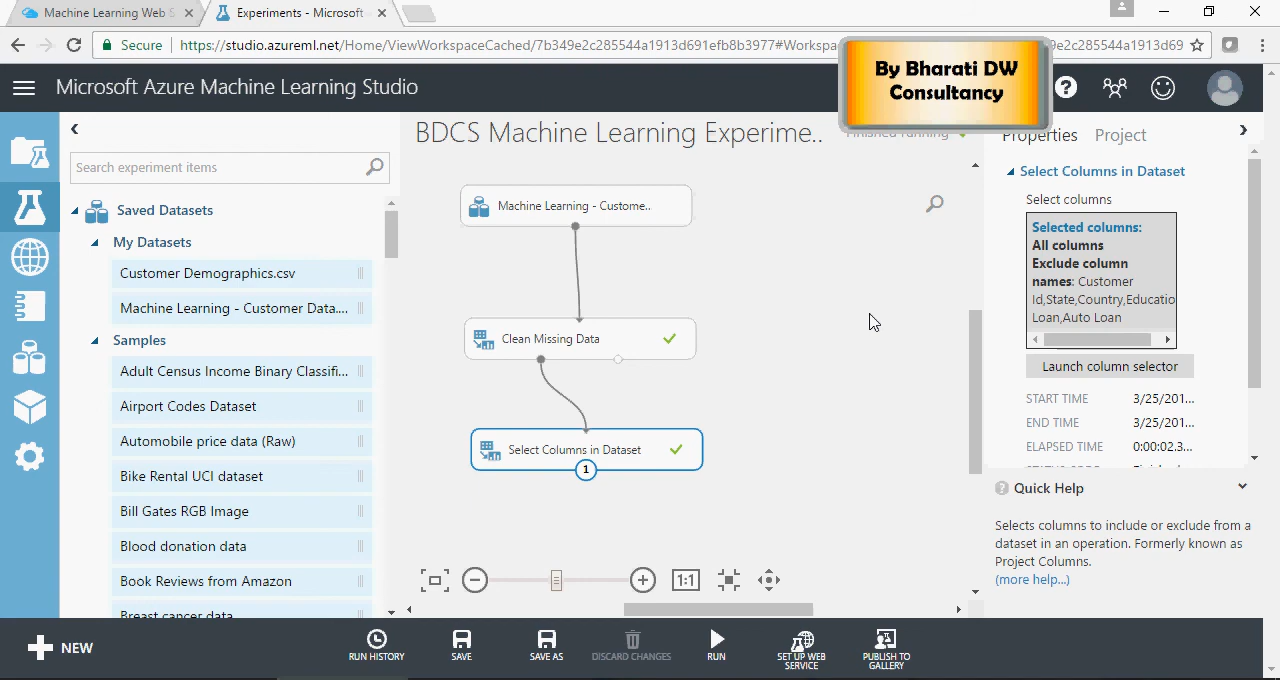 Machine Learning Web S
Experiments - Microsoft
Secure
https://studio.azureml.net/Home/ViewWorkspaceCached/7b349e2c285544a1913d691efb8b3977#Workspa
9e2c285544a1913d69
By Bharati DW
Consultancy
Microsoft Azure Machine Learning Studio
Search experiment items
Saved Datasets
My Datasets
Customer Demographics.csv
Machine Learning - Customer Data....
Samples
Adult Census Income Binary Classifi...
Airport Codes Dataset
Automobile price data (Raw)
Bike Rental UCI dataset
Bill Gates RGB Image
Blood donation data
Book Reviews from Amazon
Breast cancer data
BDCS Machine Learning Experime..
Finished running
Machine Learning - Custome..
Clean Missing Data
Select Columns in Dataset
1
1:1
Properties
Project
Select Columns in Dataset
Select columns
Selected columns:
All columns
Exclude column
names: Customer
Id,State,Country,Educatio
Loan,Auto Loan
Launch column selector
START TIME 3/25/201...
END TIME 3/25/201...
ELAPSED TIME 0:00:02.3...
Quick Help
Selects columns to include or exclude from a
dataset in an operation. Formerly known as
Project Columns.
(more help...)
NEW
RUN HISTORY
SAVE
SAVE AS
DISCARD CHANGES
RUN
SET UP WEB
SERVICE
PUBLISH TO
GALLERY